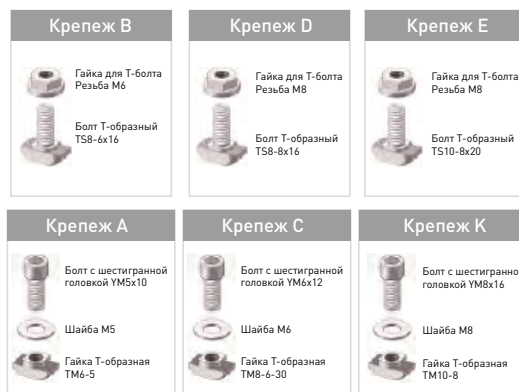 Крепеж B
Крепеж D
Крепеж E
Гайка для Т-болта
Резьба М6
Болт Т-образный
TS8-6x16
Гайка для Т-болта
Резьба М8
Болт Т-образный
TS8-8x16
Гайка для Т-болта
Резьба М8
Болт Т-образный
TS10-8x20
Крепеж A
Крепеж C
Крепеж K
Болт с шестигранной
головкой YM5x10
Шайба М5
Гайка Т-образная
TM6-5
Болт с шестигранной
головкой YM6x12
Шайба М6
Гайка Т-образная
TM8-6-30
Болт с шестигранно
головкой YM8x16
Шайба М8
Гайка Т-образная
TM10-8